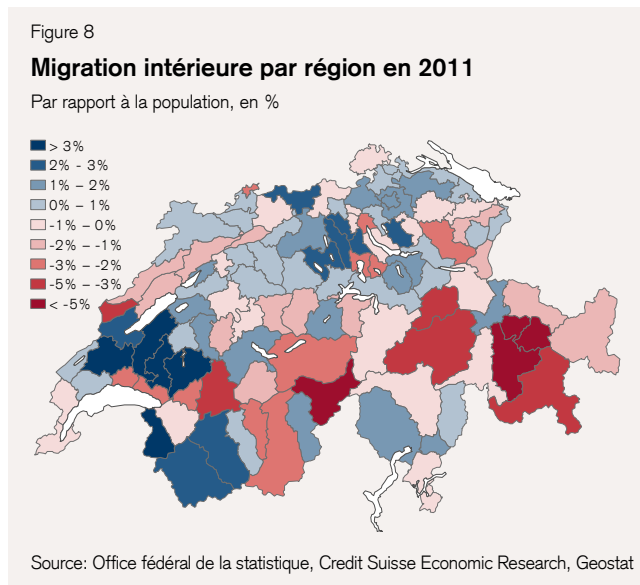 Figure 8
Migration intérieure par région en 2011
Par rapport à la population, en %
> 3%
2% - 3%
1% – 2%
0% – 1%
-1% – 0%
-2% – -1%
-3% – -2%
-5% – -3%
< -5%
Source: Office fédéral de la statistique, Credit Suisse Economic Research, Geostat